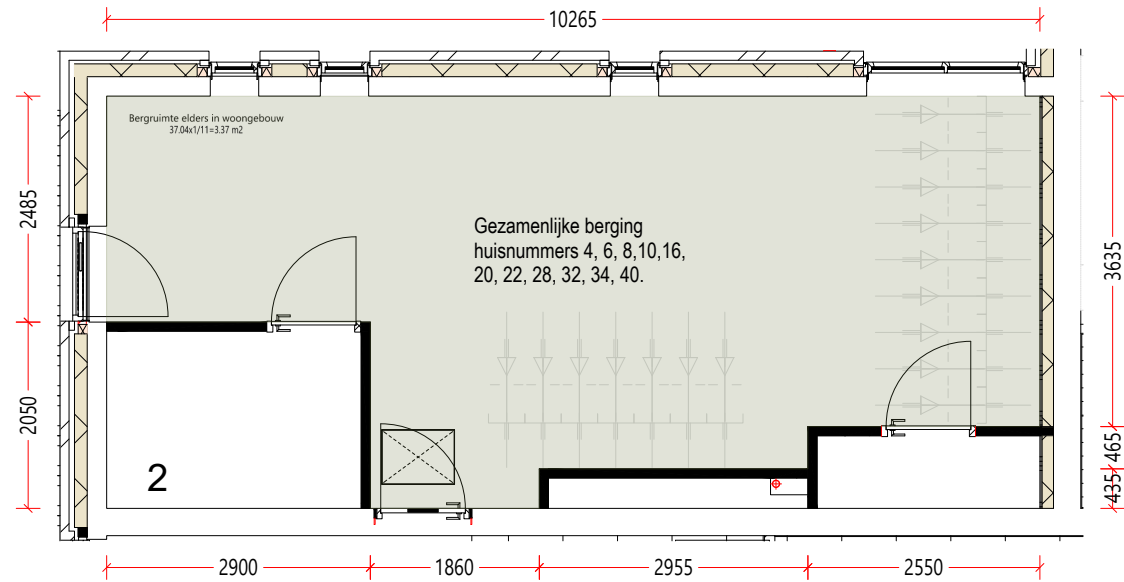 10265
Bergruimte elders in woongebouw
37.04x1/11=3.37 m2
2485
Gezamenlijke berging
huisnummers 4, 6, 8,10,16,
20, 22, 28, 32, 34, 40.
3635
2050
2
465
435
2900
1860
2955
2550